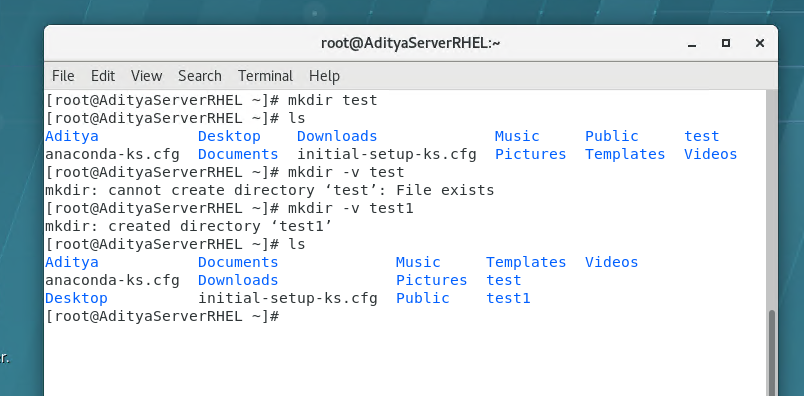 root@AdityaServerRHEL:~
File Edit View Search Terminal Help
[root@AdityaServerRHEL ~]# mkdir test
[root@AdityaServerRHEL ~]# ls
Aditya Desktop Downloads Music Public test
anaconda-ks.cfg Documents initial-setup-ks.cfg Pictures Templates Videos
[root@AdityaServerRHEL ~]# mkdir -v test
mkdir: cannot create directory ‘test’: File exists
[root@AdityaServerRHEL ~]# mkdir -v test1
mkdir: created directory ‘test1’
[root@AdityaServerRHEL ~]# ls
Aditya Documents Music Templates Videos
anaconda-ks.cfg Downloads Pictures test
Desktop initial-setup-ks.cfg Public test1
[root@AdityaServerRHEL ~]#
r.